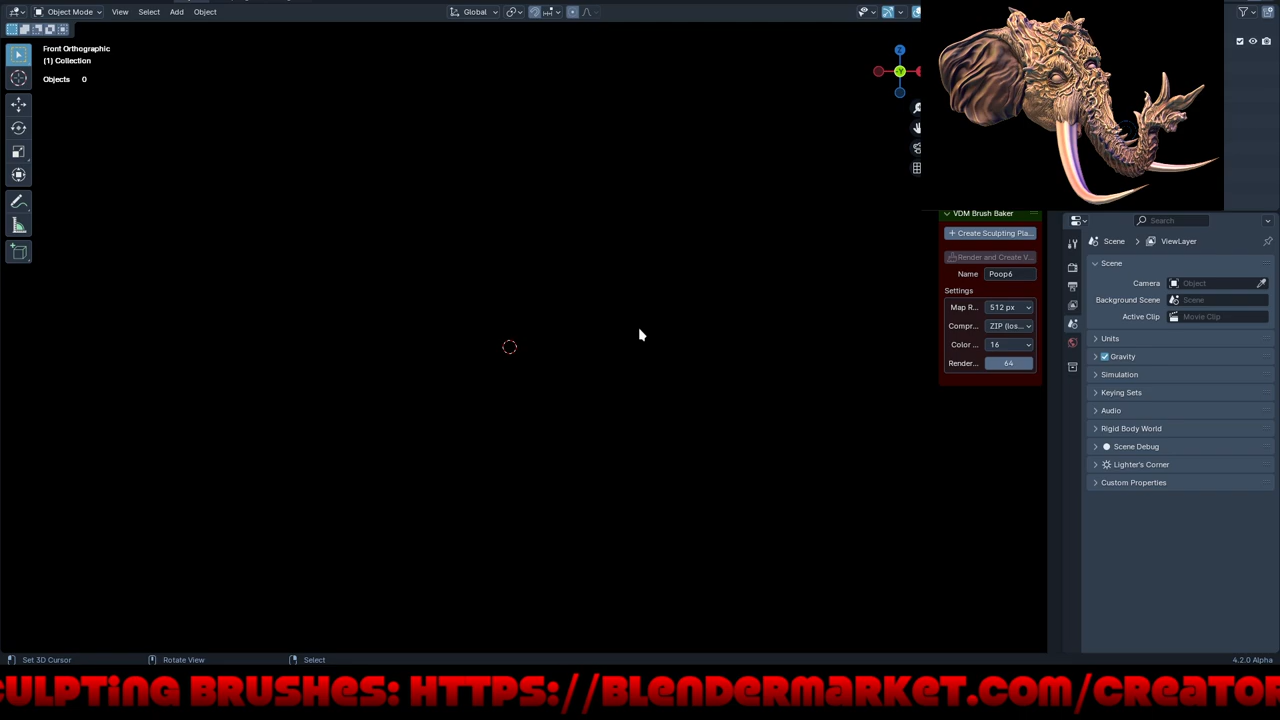 Object Mode View Select Add Object Global
Front Orthographic
(1) Collection
Objects 0
Z
-Y
VDM Brush Baker
Create Sculpting Pla...
Render and Create V...
Name Poop6
Settings
Map R... 512 px
Compr... ZIP (los...
Color ... 16
Render... 64
Search
Scene ViewLayer
Scene
Camera Object
Background Scene Scene
Active Clip Movie Clip
Units
Gravity
Simulation
Keying Sets
Audio
Rigid Body World
Scene Debug
Lighter's Corner
Custom Properties
Set 3D Cursor Rotate View Select 4.2.0 Alpha
CULPTING BRUSHES: HTTPS://BLENDERMARKET.COM/CREATOR